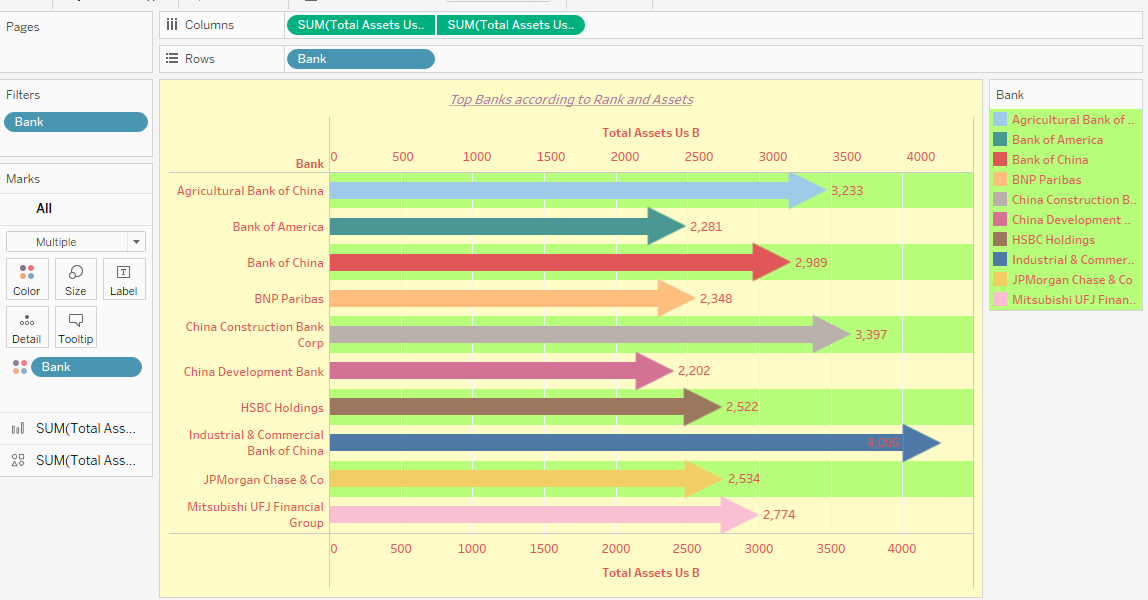 Pages
Columns
SUM(Total Assets Us..
SUM(Total Assets Us..
Rows
Bank
Filters
Bank
Marks
All
Multiple
Color
Size
Label
Detail
Tooltip
Bank
SUM(Total Ass...
SUM(Total Ass...
Top Banks according to Rank and Assets
Total Assets Us B
Bank
0 500 1000 1500 2000 2500 3000 3500 4000
Agricultural Bank of China 3,233
Bank of America 2,281
Bank of China 2,989
BNP Paribas 2,348
China Construction Bank
Corp 3,397
China Development Bank 2,202
HSBC Holdings 2,522
Industrial & Commercial
Bank of China 4,006
JPMorgan Chase & Co 2,534
Mitsubishi UFJ Financial
Group 2,774
0 500 1000 1500 2000 2500 3000 3500 4000
Total Assets Us B
Bank
Agricultural Bank of ..
Bank of America
Bank of China
BNP Paribas
China Construction B..
China Development ..
HSBC Holdings
Industrial & Commer..
JPMorgan Chase & Co
Mitsubishi UFJ Finan..